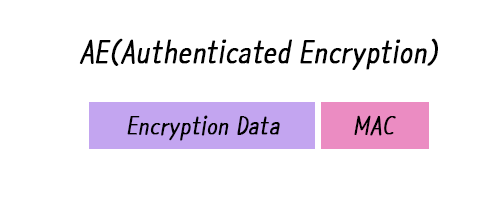 AE(Authenticated Encryption)
Encryption Data MAC